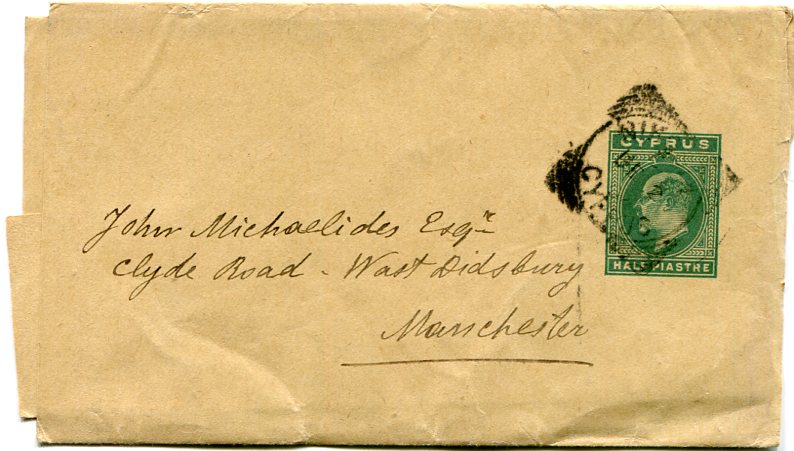 CYPRUS
HALF PIASTRE
John Michaelides Esqr
Clyde Road - West Didsbury
Manchester